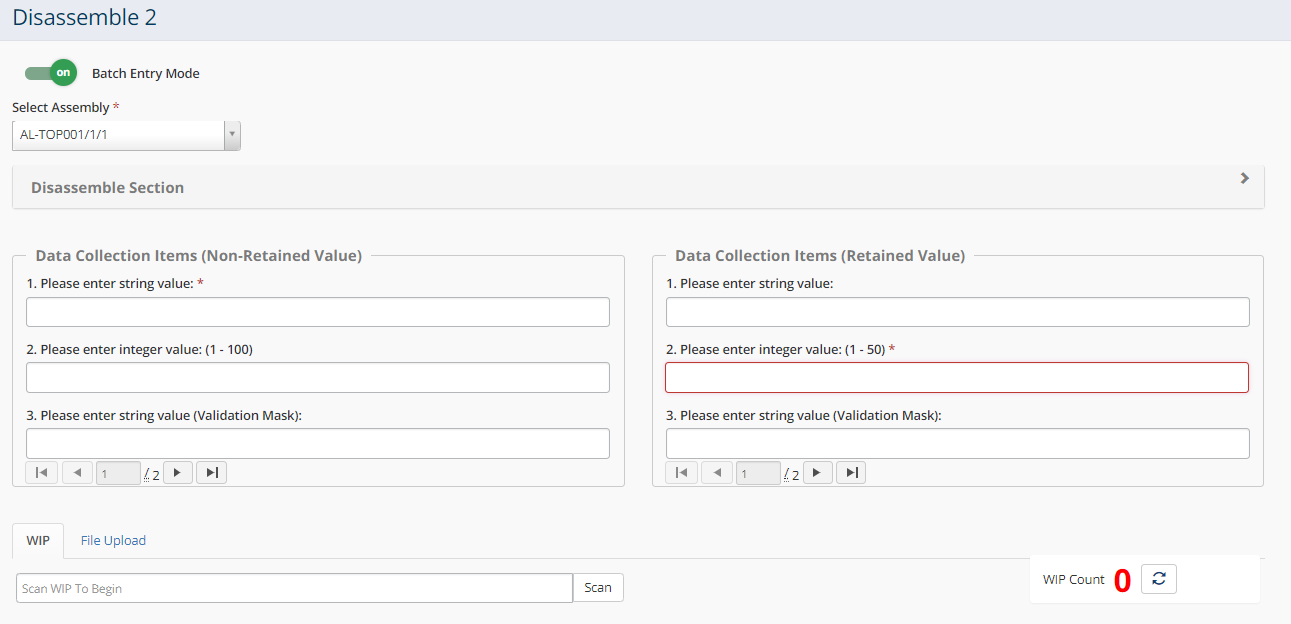 Disassemble 2
on
Batch Entry Mode
Select Assembly *
AL-TOP001/1/1
Disassemble Section
Data Collection Items (Non-Retained Value)
1. Please enter string value: *
2. Please enter integer value: (1 - 100)
3. Please enter string value (Validation Mask):
1 / 2
Data Collection Items (Retained Value)
1. Please enter string value:
2. Please enter integer value: (1 - 50) *
3. Please enter string value (Validation Mask):
1 / 2
WIP File Upload
Scan WIP To Begin Scan
WIP Count 0